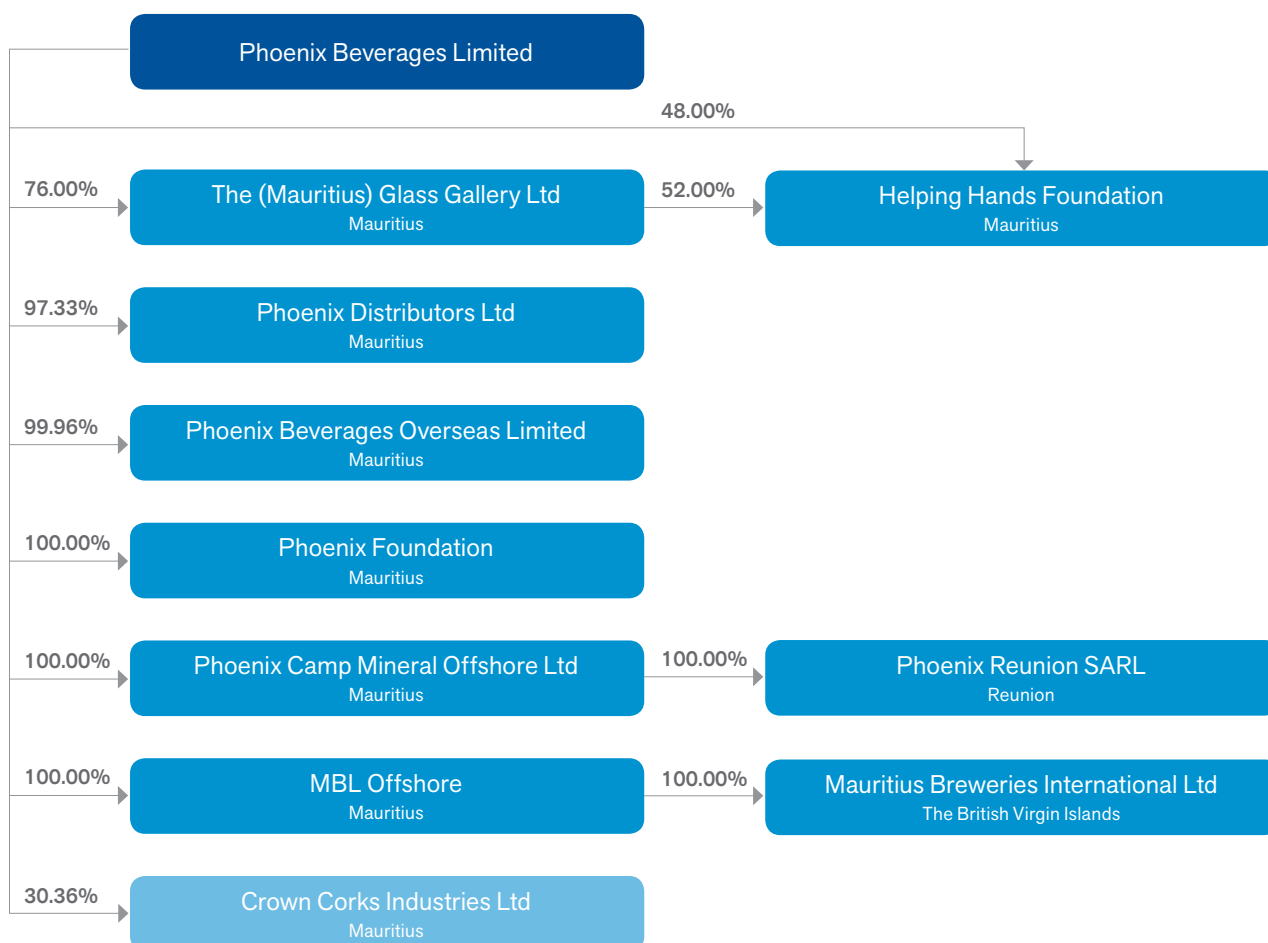 Phoenix Beverages Limited
48.00%
76.00%
The (Mauritius) Glass Gallery Ltd
Mauritius
52.00%
Helping Hands Foundation
Mauritius
97.33%
Phoenix Distributors Ltd
Mauritius
99.96%
Phoenix Beverages Overseas Limited
Mauritius
100.00%
Phoenix Foundation
Mauritius
100.00%
Phoenix Camp Mineral Offshore Ltd
Mauritius
100.00%
Phoenix Reunion SARL
Reunion
100.00%
MBL Offshore
Mauritius
100.00%
Mauritius Breweries International Ltd
The British Virgin Islands
30.36%
Crown Corks Industries Ltd
Mauritius